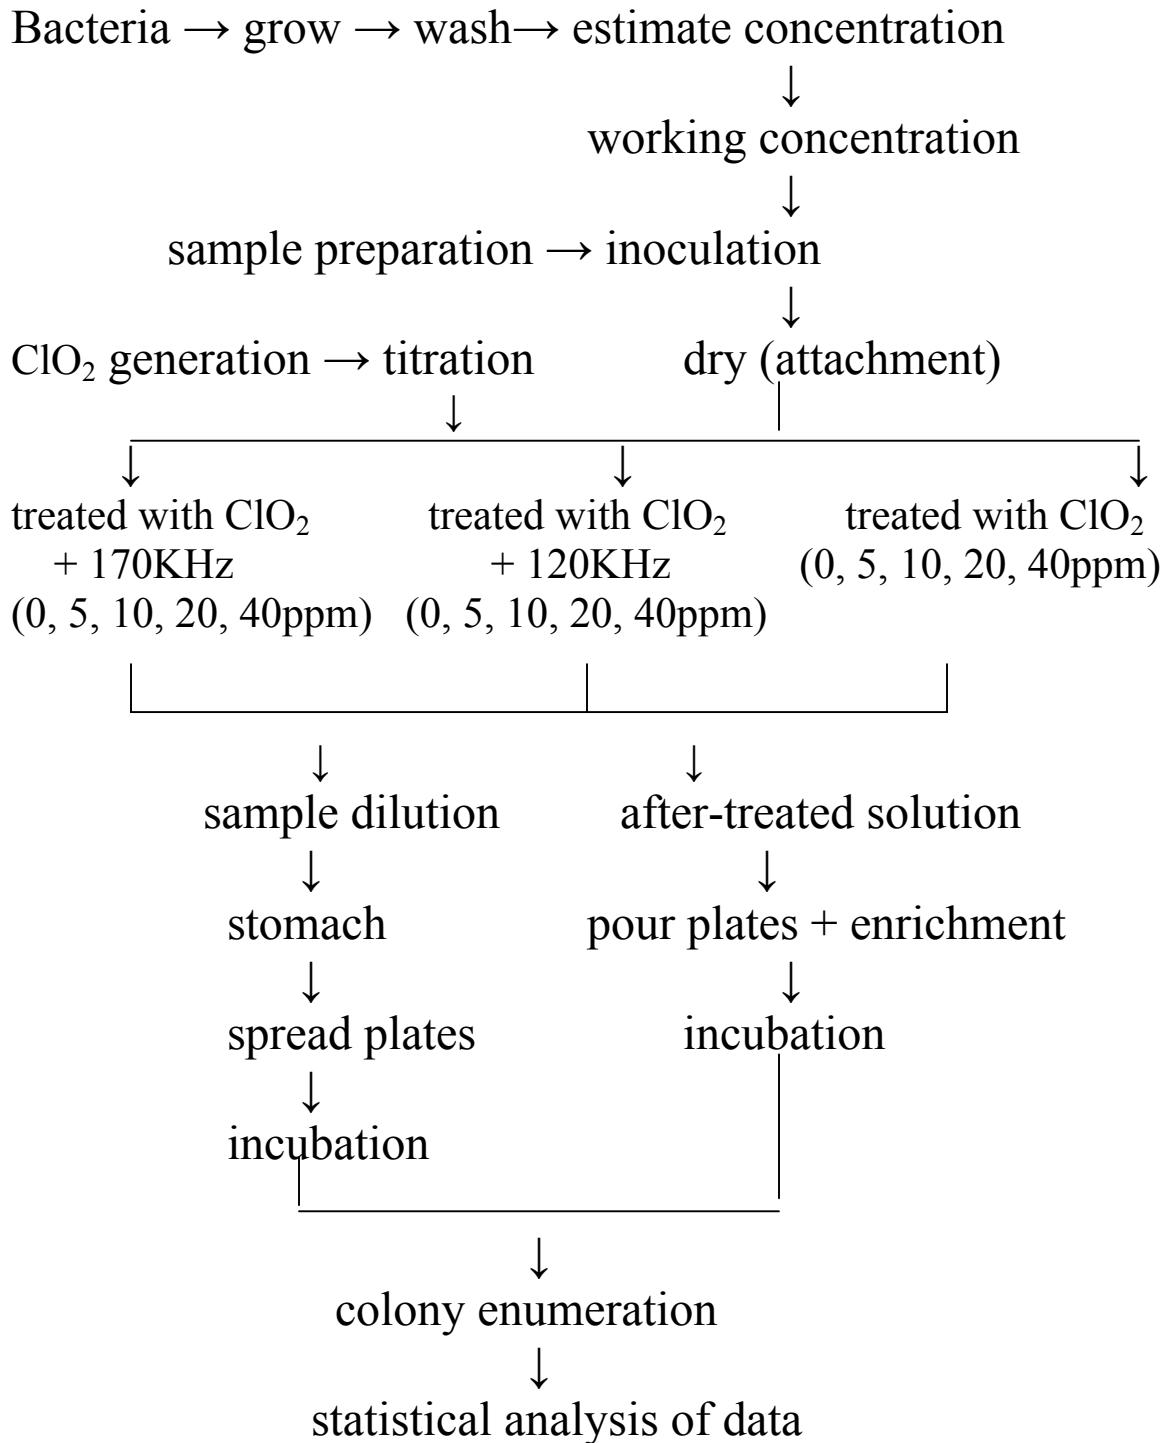 Bacteria → grow → wash→ estimate concentration
↓
working concentration
↓
sample preparation → inoculation
↓
ClO₂ generation → titration dry (attachment)
↓
↓ ↓ ↓
treated with ClO₂ treated with ClO₂ treated with ClO₂
+ 170KHz + 120KHz (0, 5, 10, 20, 40ppm)
(0, 5, 10, 20, 40ppm) (0, 5, 10, 20, 40ppm)
↓ ↓
sample dilution after-treated solution
↓ ↓
stomach pour plates + enrichment
↓ ↓
spread plates incubation
↓
incubation
↓
colony enumeration
↓
statistical analysis of data